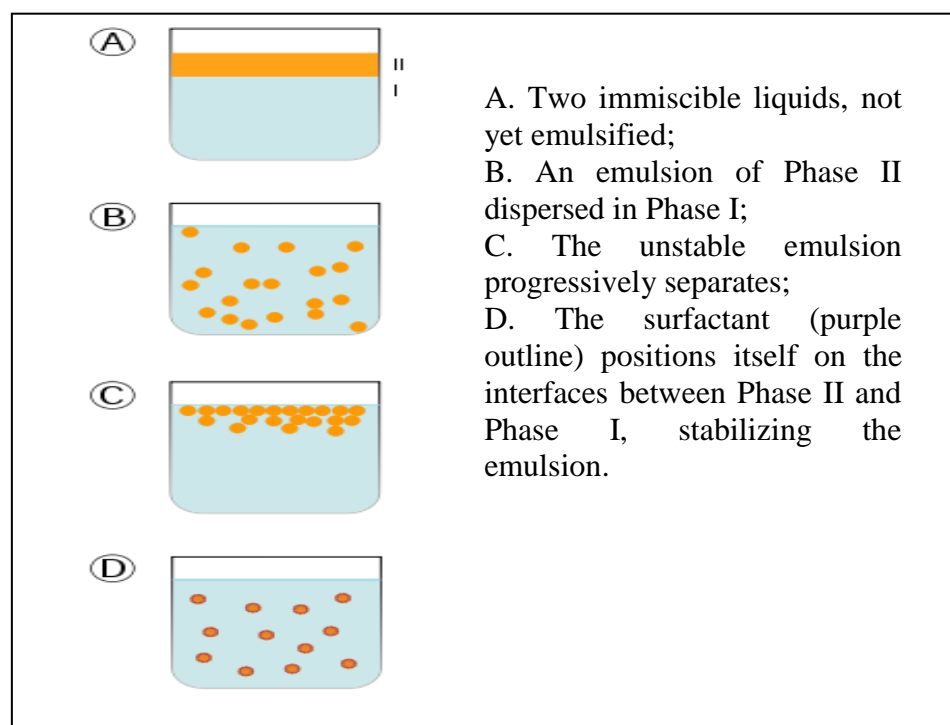 A
II
I
B
C
D
A. Two immiscible liquids, not
yet emulsified;
B. An emulsion of Phase II
dispersed in Phase I;
C. The unstable emulsion
progressively separates;
D. The surfactant (purple
outline) positions itself on the
interfaces between Phase II and
Phase I, stabilizing the
emulsion.